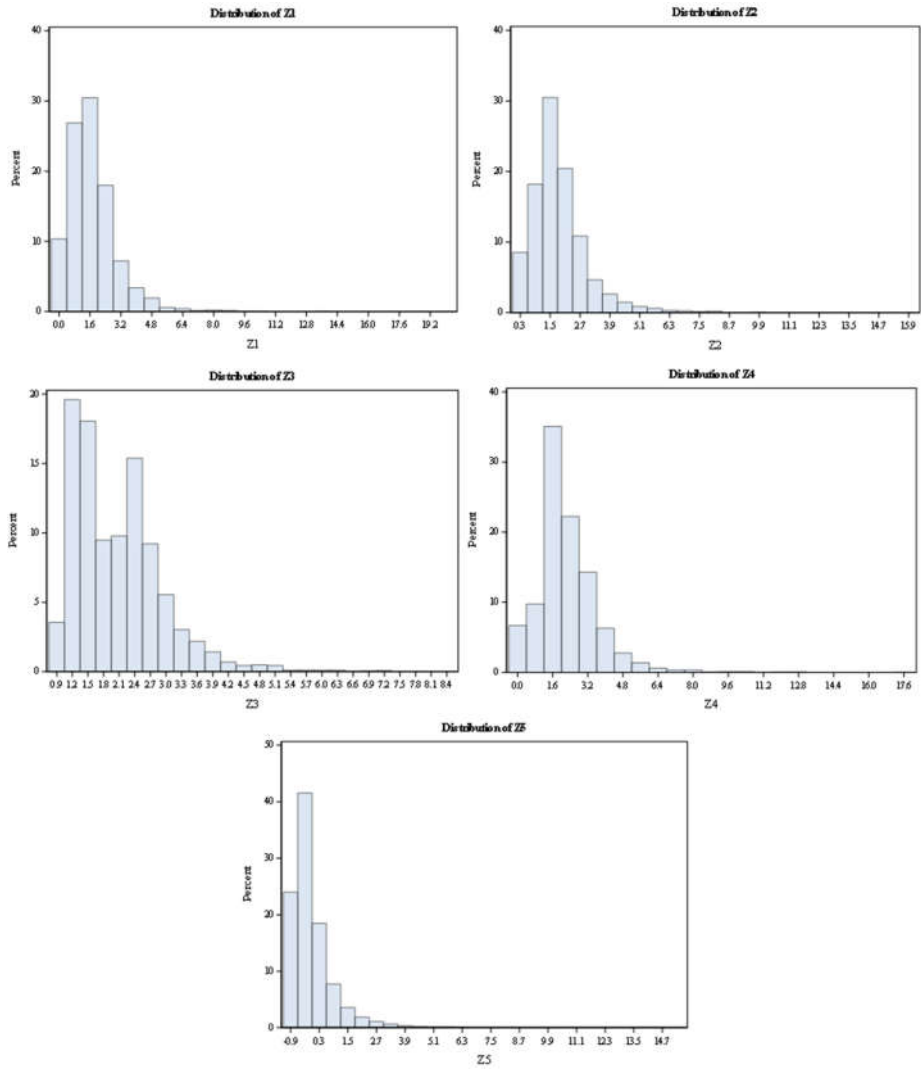 Distribution of Z1
40
30
20
10
0
Percent
0.0 1.6 3.2 4.8 6.4 8.0 9.6 11.2 12.8 14.4 16.0 17.6 19.2
Z1
Distribution of Z2
40
30
20
10
0
Percent
0.3 1.5 2.7 3.9 5.1 6.3 7.5 8.7 9.9 11.1 12.3 13.5 14.7 15.9
Z2
Distribution of Z3
20
15
10
5
0
Percent
0.9 1.2 1.5 1.8 2.1 2.4 2.7 3.0 3.3 3.6 3.9 4.2 4.5 4.8 5.1 5.4 5.7 6.0 6.3 6.6 6.9 7.2 7.5 7.8 8.1 8.4
Z3
Distribution of Z4
40
30
20
10
0
Percent
0.0 1.6 3.2 4.8 6.4 8.0 9.6 11.2 12.8 14.4 16.0 17.6
Z4
Distribution of Z5
50
40
30
20
10
0
Percent
-0.9 0.3 1.5 2.7 3.9 5.1 6.3 7.5 8.7 9.9 11.1 12.3 13.5 14.7
Z5